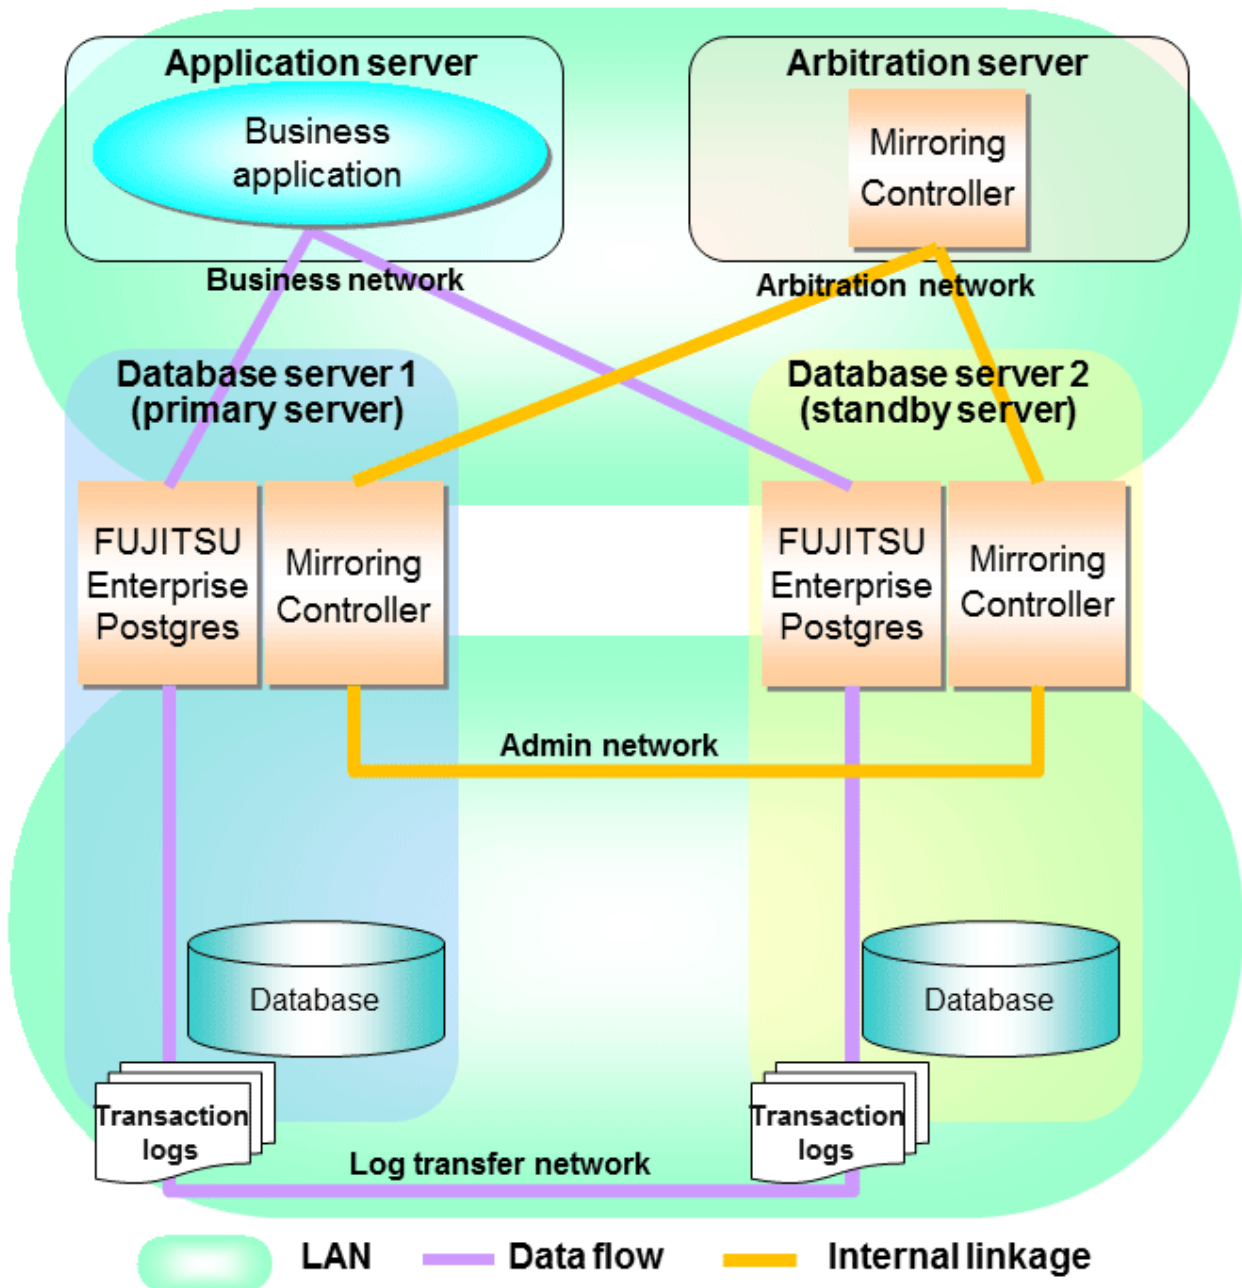 Application server
Business
application
Arbitration server
Mirroring
Controller
Business network
Arbitration network
Database server 1
(primary server)
Database server 2
(standby server)
FUJITSU
Enterprise
Postgres
Mirroring
Controller
FUJITSU
Enterprise
Postgres
Mirroring
Controller
Admin network
Database
Database
Transaction
logs
Transaction
logs
Log transfer network
LAN
Data flow
Internal linkage